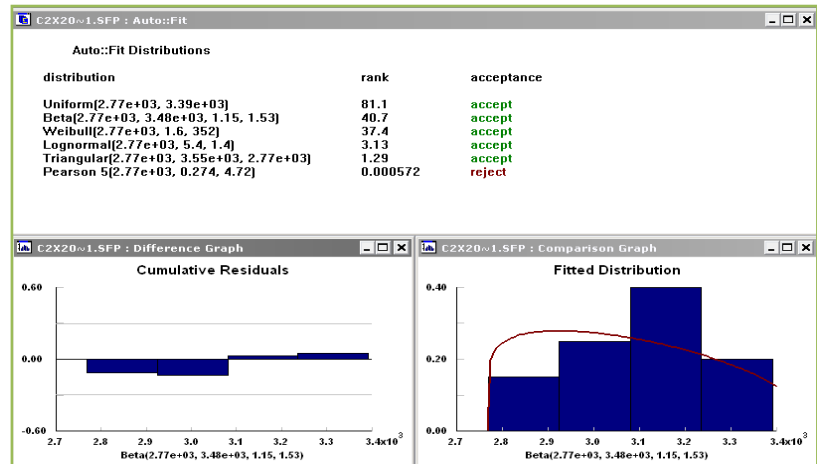 C2X20~1.SFP : Auto::Fit
Auto::Fit Distributions
distribution rank acceptance
Uniform(2.77e+03, 3.39e+03) 81.1 accept
Beta(2.77e+03, 3.48e+03, 1.15, 1.53) 40.7 accept
Weibull(2.77e+03, 1.6, 352) 37.4 accept
Lognormal(2.77e+03, 5.4, 1.4) 3.13 accept
Triangular(2.77e+03, 3.55e+03, 2.77e+03) 1.29 accept
Pearson 5(2.77e+03, 0.274, 4.72) 0.000572 reject
C2X20~1.SFP : Difference Graph
Cumulative Residuals
0.60
0.00
-0.60
2.7 2.8 2.9 3.0 3.1 3.2 3.3 3.4x10³
Beta(2.77e+03, 3.48e+03, 1.15, 1.53)
C2X20~1.SFP : Comparison Graph
Fitted Distribution
0.40
0.20
0.00
2.7 2.8 2.9 3.0 3.1 3.2 3.3 3.4x10³
Beta(2.77e+03, 3.48e+03, 1.15, 1.53)